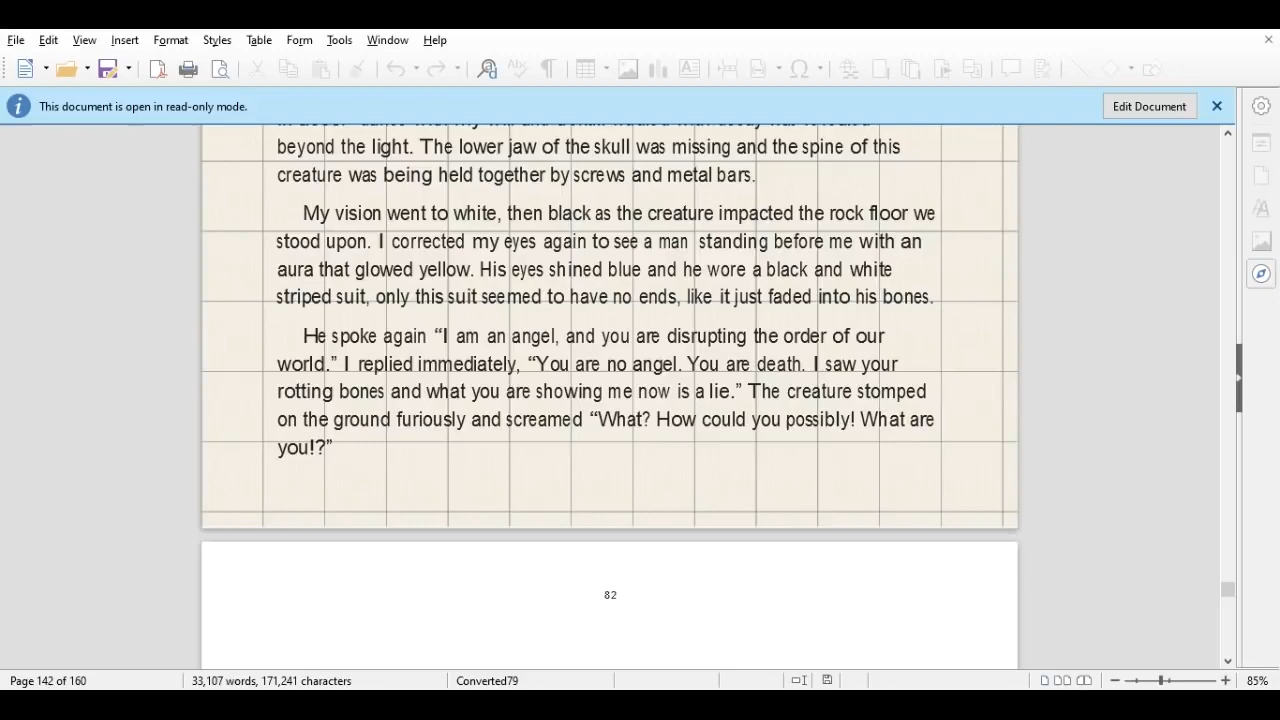 File Edit View Insert Format Styles Table Form Tools Window Help
This document is open in read-only mode. Edit Document
beyond the light. The lower jaw of the skull was missing and the spine of this
creature was being held together by screws and metal bars.
My vision went to white, then black as the creature impacted the rock floor we
stood upon. I corrected my eyes again to see a man standing before me with an
aura that glowed yellow. His eyes shined blue and he wore a black and white
striped suit, only this suit seemed to have no ends, like it just faded into his bones.
He spoke again “I am an angel, and you are disrupting the order of our
world.” I replied immediately, “You are no angel. You are death. I saw your
rotting bones and what you are showing me now is a lie.” The creature stomped
on the ground furiously and screamed “What? How could you possibly! What are
you!?”
82
Page 142 of 160 33,107 words, 171,241 characters Converted79 85%